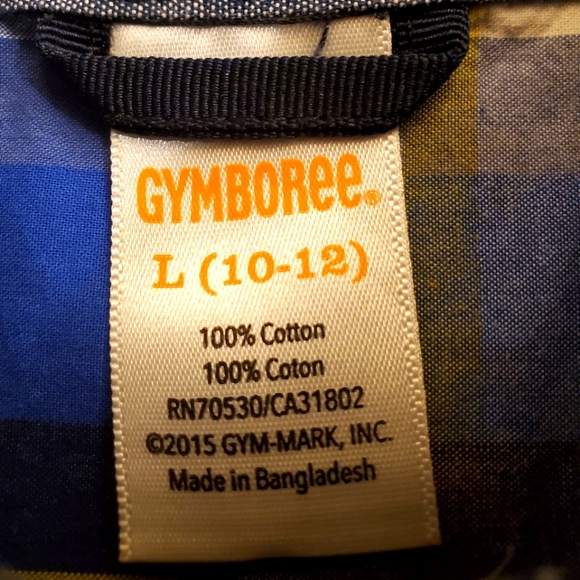 GYMBOREE®
L (10-12)
100% Cotton
100% Coton
RN70530/CA31802
©2015 GYM-MARK, INC.
Made in Bangladesh